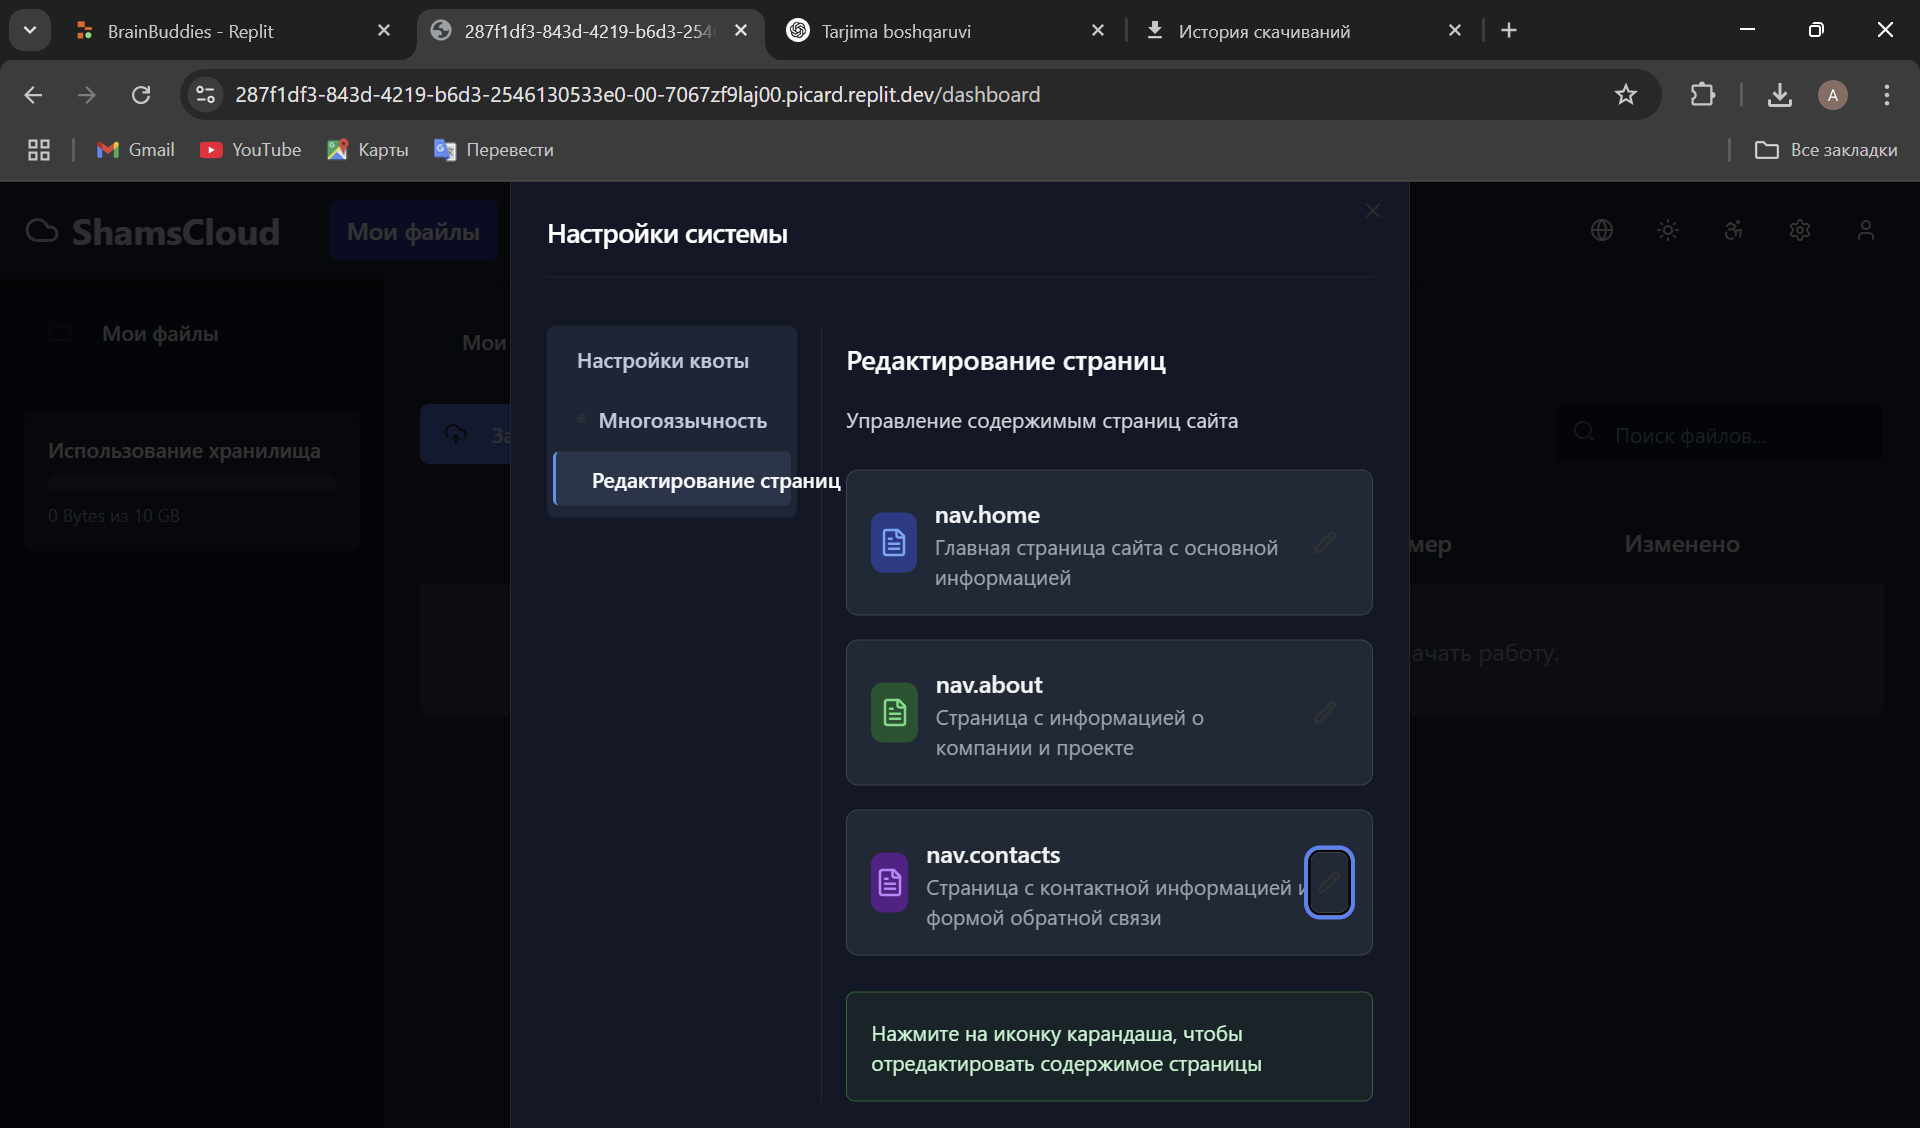 BrainBuddies - Replit
287f1df3-843d-4219-b6d3-254
Tarjima boshqaruvi
История скачиваний
287f1df3-843d-4219-b6d3-2546130533e0-00-7067zf9laj00.picard.replit.dev/dashboard
A
Gmail
YouTube
Карты
Перевести
Все закладки
ShamsCloud
Мои файлы
Настройки системы
Мои файлы
Мои
Использование хранилища
0 Bytes из 10 GB
За
Настройки квоты
Многоязычность
Редактирование страниц
Редактирование страниц
Управление содержимым страниц сайта
nav.home
Главная страница сайта с основной
информацией
nav.about
Страница с информацией о
компании и проекте
nav.contacts
Страница с контактной информацией и
формой обратной связи
Нажмите на иконку карандаша, чтобы
отредактировать содержимое страницы
Поиск файлов...
мер
Изменено
ачать работу.